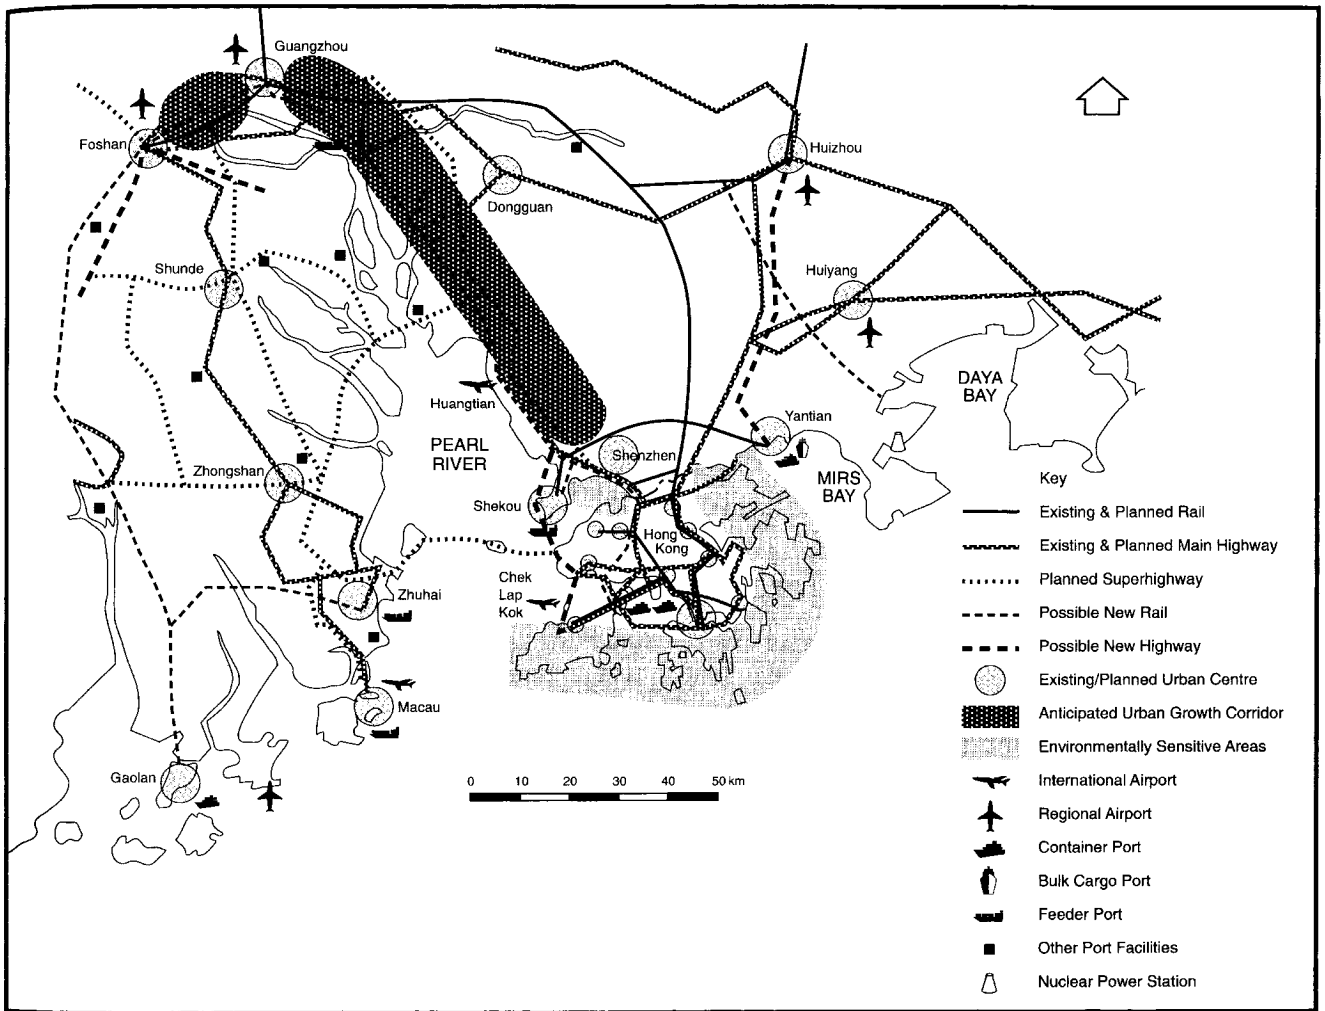 Guangzhou
Foshan
Huizhou
Dongguan
Shunde
Huiyang
DAYA
BAY
Huangtian
Yantian
PEARL
RIVER
Shenzhen
MIRS
BAY
Zhongshan
Shekou
Hong
Kong
Chek
Lap
Kok
Zhuhai
Macau
Gaolan
0 10 20 30 40 50 km
Key
Existing & Planned Rail
Existing & Planned Main Highway
Planned Superhighway
Possible New Rail
Possible New Highway
Existing/Planned Urban Centre
Anticipated Urban Growth Corridor
Environmentally Sensitive Areas
International Airport
Regional Airport
Container Port
Bulk Cargo Port
Feeder Port
Other Port Facilities
Nuclear Power Station